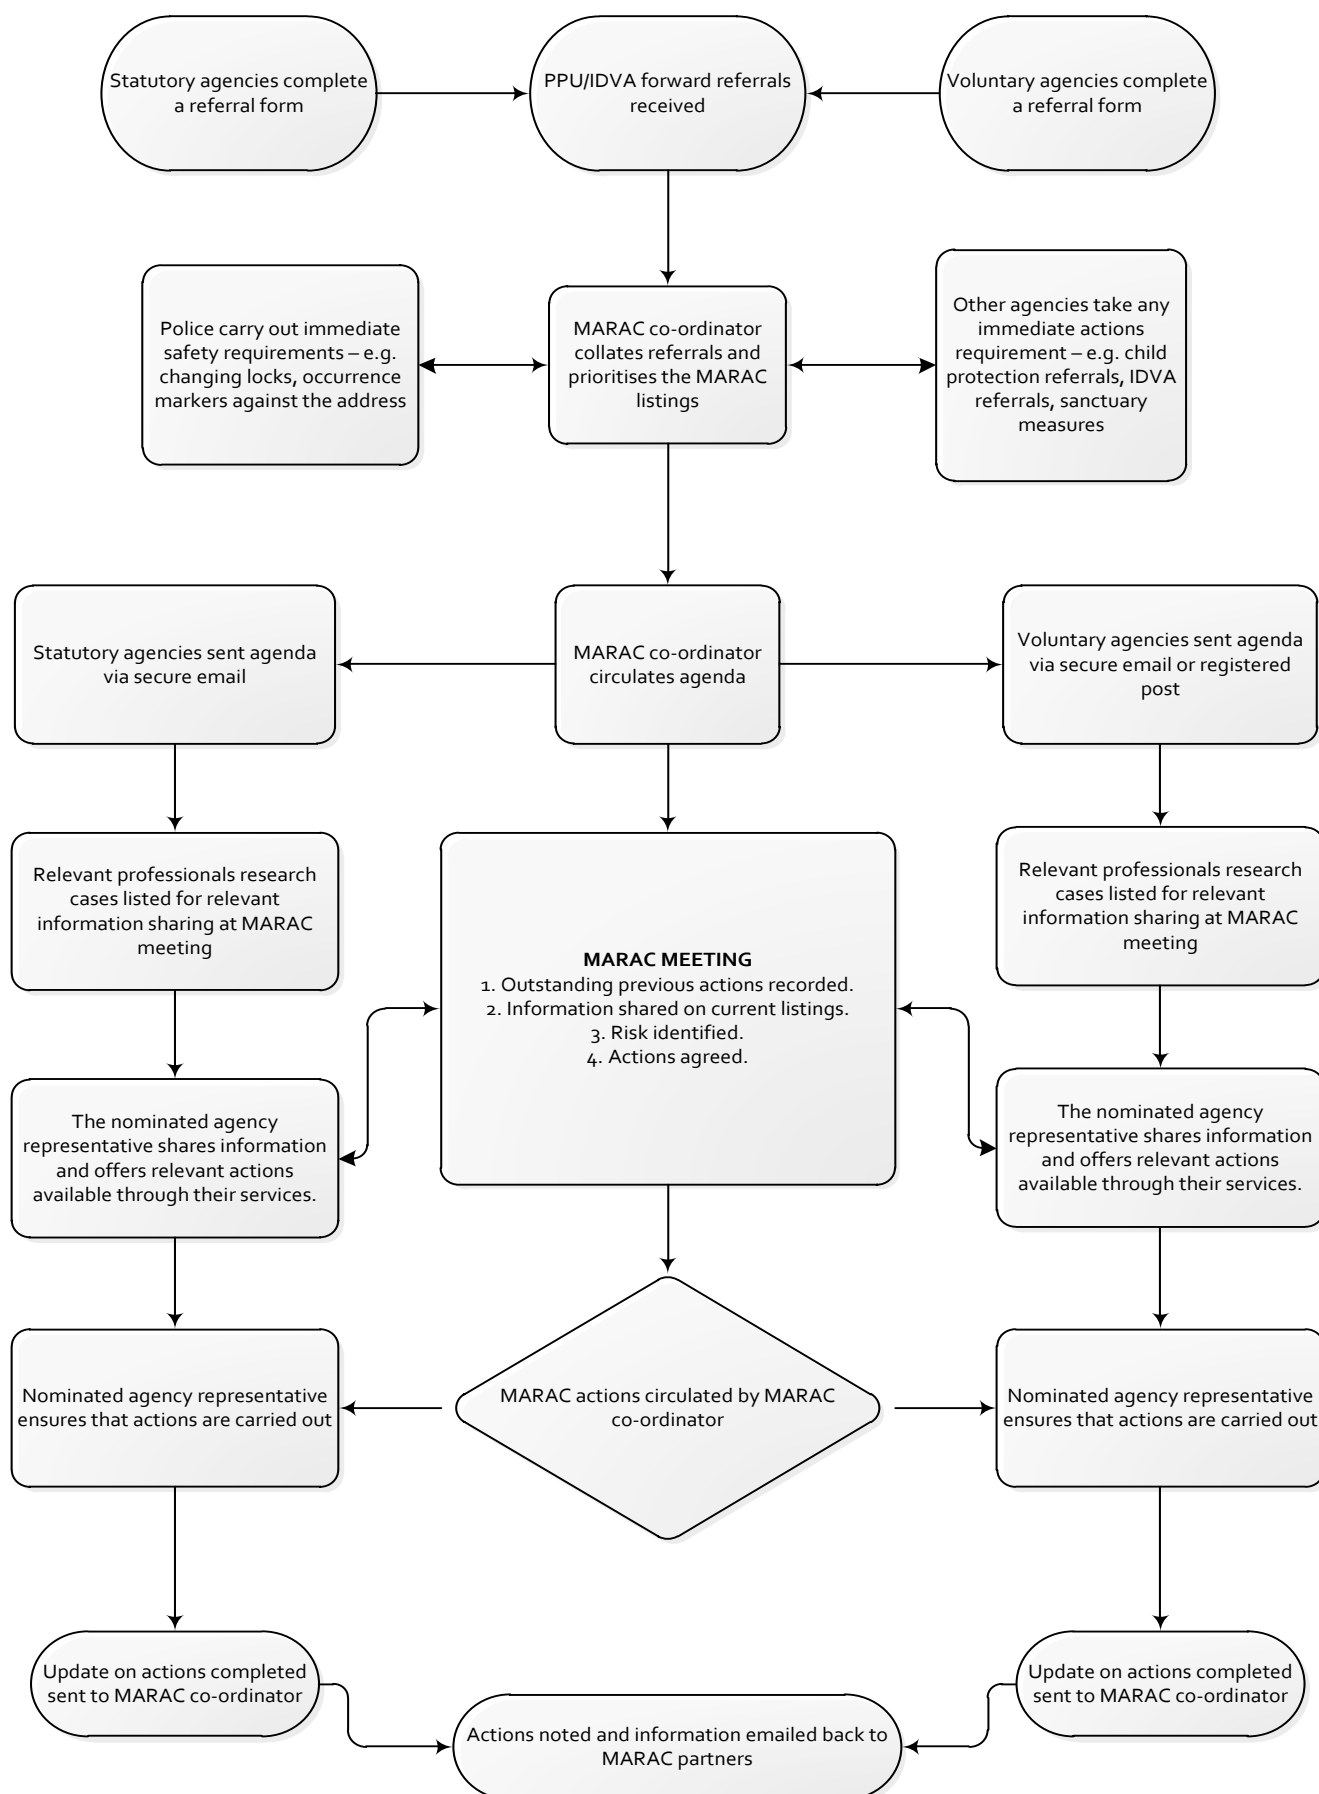 Statutory agencies complete
a referral form
PPU/IDVA forward referrals
received
Voluntary agencies complete
a referral form
Police carry out immediate
safety requirements – e.g.
changing locks, occurrence
markers against the address
MARAC co-ordinator
collates referrals and
prioritises the MARAC
listings
Other agencies take any
immediate actions
requirement – e.g. child
protection referrals, IDVA
referrals, sanctuary
measures
Statutory agencies sent agenda
via secure email
MARAC co-ordinator
circulates agenda
Voluntary agencies sent agenda
via secure email or registered
post
Relevant professionals research
cases listed for relevant
information sharing at MARAC
meeting
MARAC MEETING
1. Outstanding previous actions recorded.
2. Information shared on current listings.
3. Risk identified.
4. Actions agreed.
Relevant professionals research
cases listed for relevant
information sharing at MARAC
meeting
The nominated agency
representative shares information
and offers relevant actions
available through their services.
The nominated agency
representative shares information
and offers relevant actions
available through their services.
Nominated agency representative
ensures that actions are carried out
MARAC actions circulated by MARAC
co-ordinator
Nominated agency representative
ensures that actions are carried out
Update on actions completed
sent to MARAC co-ordinator
Actions noted and information emailed back to
MARAC partners
Update on actions completed
sent to MARAC co-ordinator